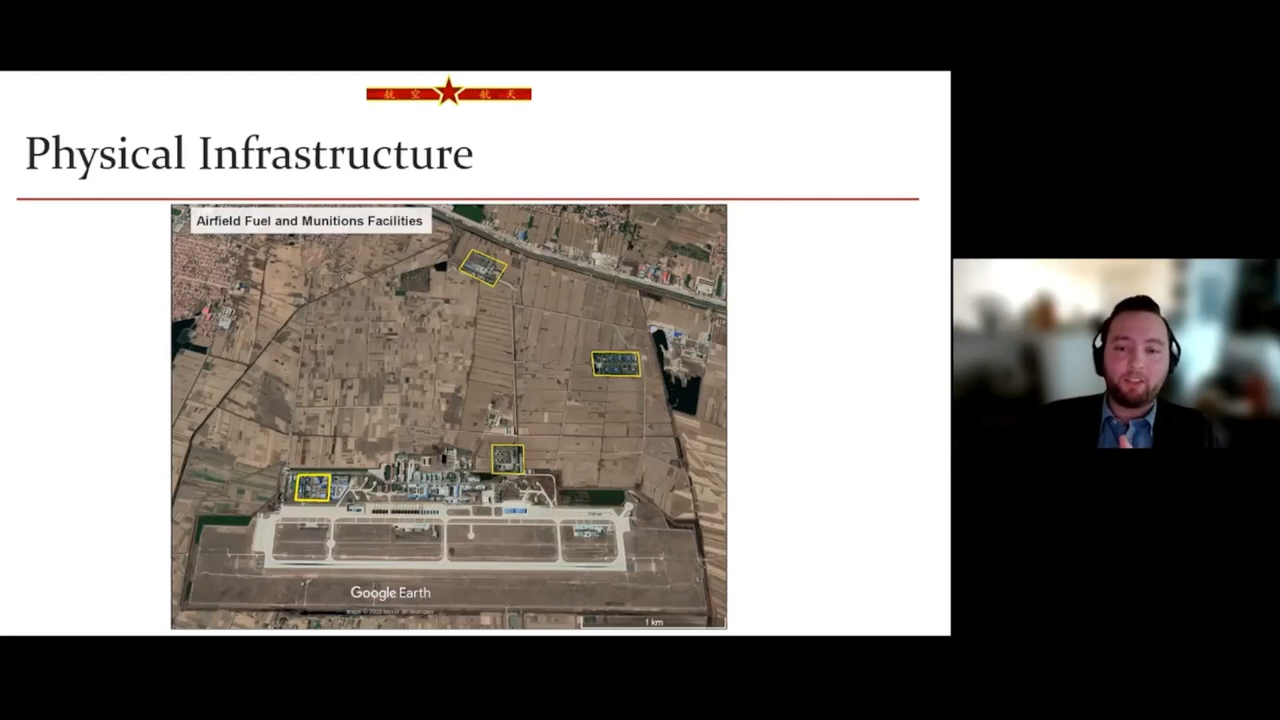 航空 航天
Physical Infrastructure
Airfield Fuel and Munitions Facilities
Google Earth
1 km